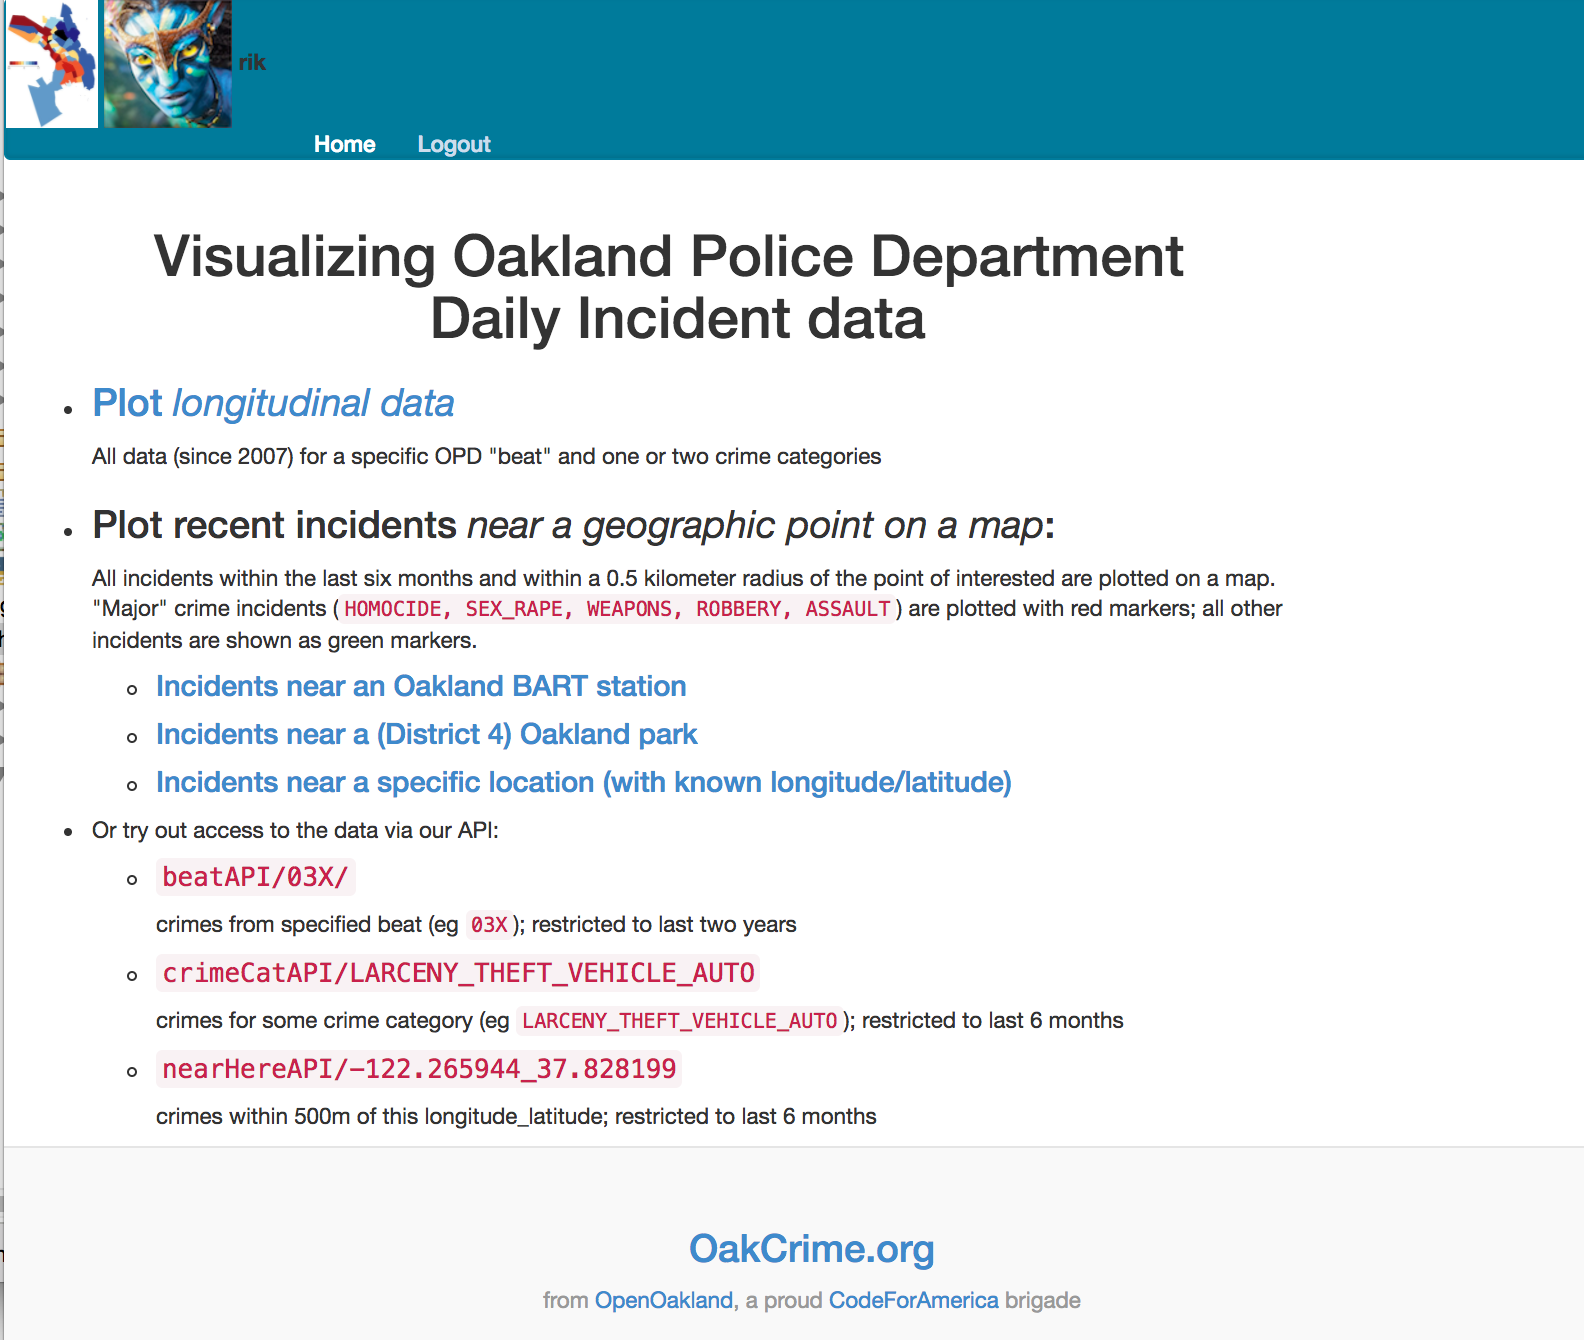 rik
Home Logout
Visualizing Oakland Police Department
Daily Incident data
Plot longitudinal data
All data (since 2007) for a specific OPD "beat" and one or two crime categories
Plot recent incidents near a geographic point on a map:
All incidents within the last six months and within a 0.5 kilometer radius of the point of interested are plotted on a map.
"Major" crime incidents ( HOMOCIDE, SEX_RAPE, WEAPONS, ROBBERY, ASSAULT ) are plotted with red markers; all other
incidents are shown as green markers.
Incidents near an Oakland BART station
Incidents near a (District 4) Oakland park
Incidents near a specific location (with known longitude/latitude)
Or try out access to the data via our API:
beatAPI/03X/
crimes from specified beat (eg 03X ); restricted to last two years
crimeCatAPI/LARCENY_THEFT_VEHICLE_AUTO
crimes for some crime category (eg LARCENY_THEFT_VEHICLE_AUTO ); restricted to last 6 months
nearHereAPI/-122.265944_37.828199
crimes within 500m of this longitude_latitude; restricted to last 6 months
OakCrime.org
from OpenOakland, a proud CodeForAmerica brigade